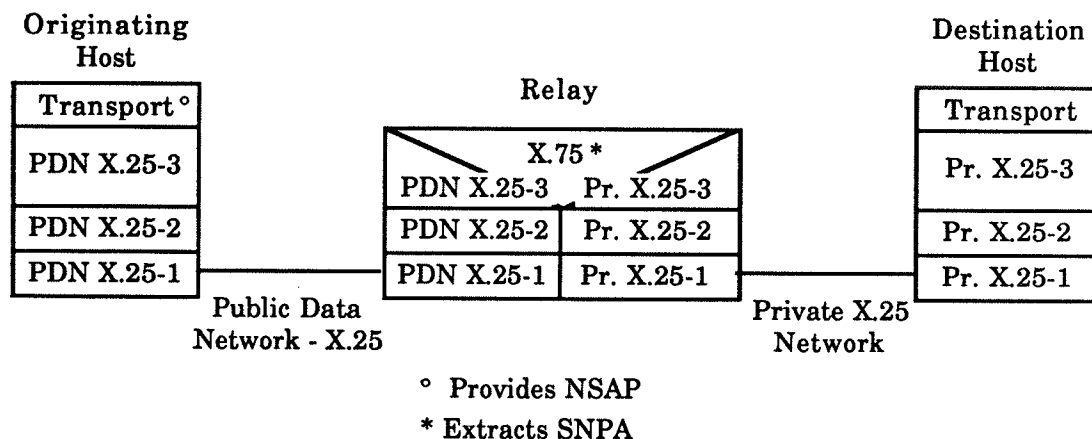 Originating
Host
Destination
Host
Relay
Transport °
PDN X.25-3
PDN X.25-2
PDN X.25-1
X.75 *
PDN X.25-3 Pr. X.25-3
PDN X.25-2 Pr. X.25-2
PDN X.25-1 Pr. X.25-1
Transport
Pr. X.25-3
Pr. X.25-2
Pr. X.25-1
Public Data
Network - X.25
Private X.25
Network
° Provides NSAP
* Extracts SNPA